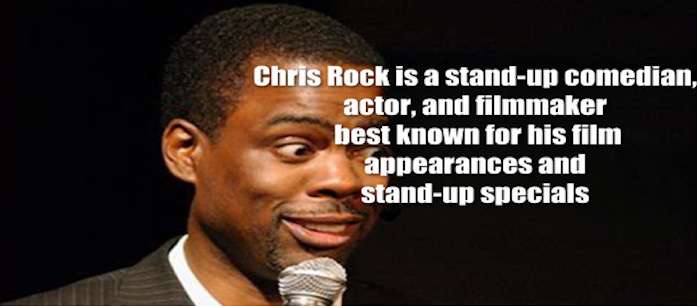 Chris Rock is a stand-up comedian,
actor, and filmmaker
best known for his film
appearances and
stand-up specials